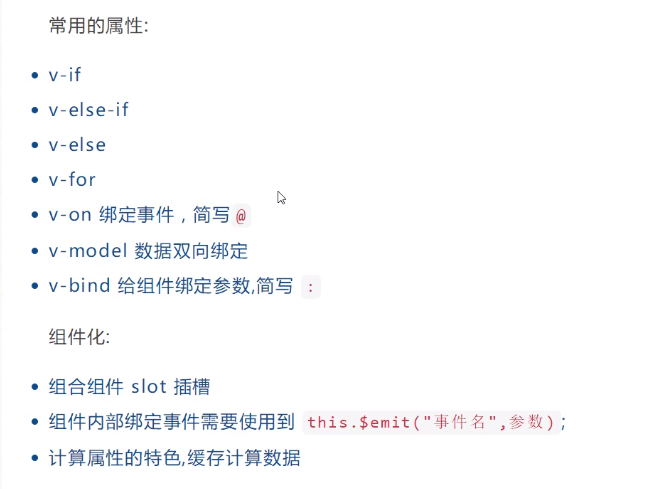 常用的属性:
v-if
v-else-if
v-else
v-for
v-on 绑定事件，简写@
v-model 数据双向绑定
v-bind 给组件绑定参数,简写 :
组件化:
组合组件 slot 插槽
组件内部绑定事件需要使用到 this.$emit("事件名",参数);
计算属性的特色,缓存计算数据